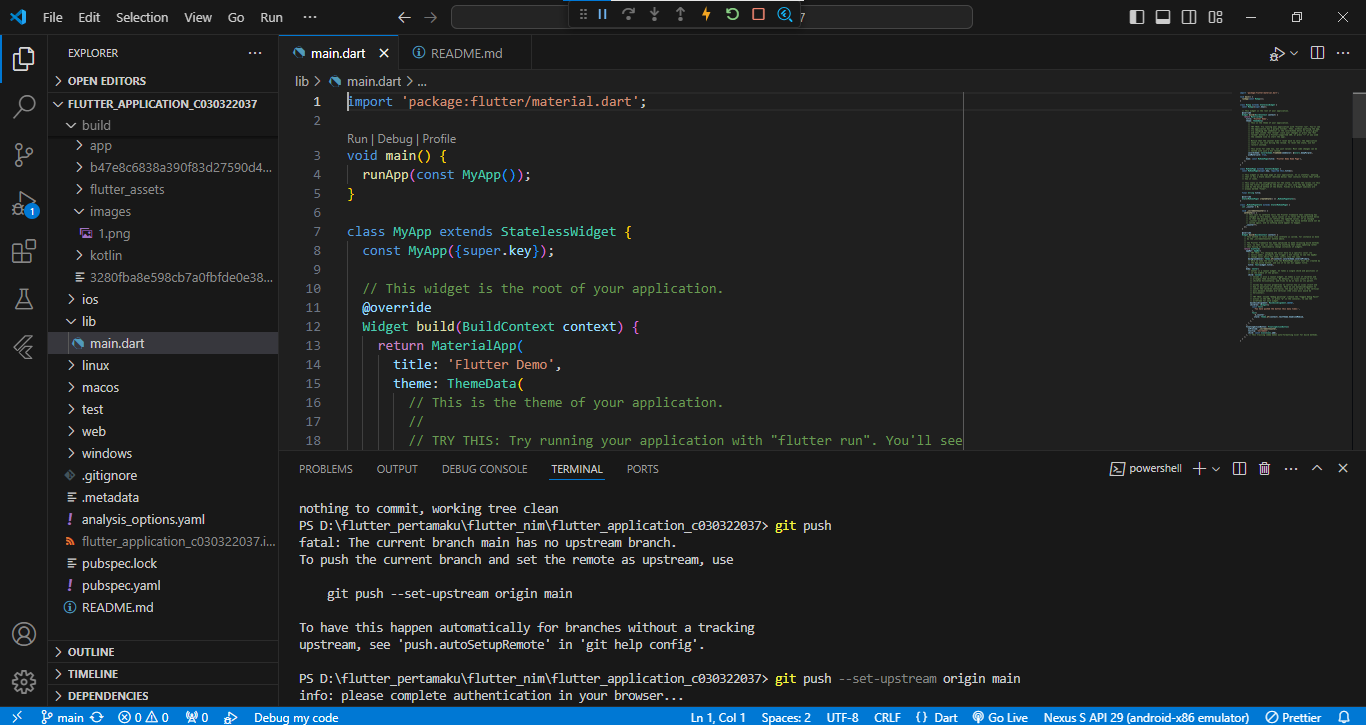 File Edit Selection View Go Run ···
7
EXPLORER ···
OPEN EDITORS
FLUTTER_APPLICATION_C030322037
build
app
b47e8c6838a390f83d27590d4...
flutter_assets
images
1.png
kotlin
3280fba8e598cb7a0fbfde0e38...
ios
lib
main.dart
linux
macos
test
web
windows
.gitignore
.metadata
analysis_options.yaml
flutter_application_c030322037.i...
pubspec.lock
pubspec.yaml
README.md
OUTLINE
TIMELINE
DEPENDENCIES
1
main.dart README.md
lib > main.dart > ...
1 import 'package:flutter/material.dart';
2
Run | Debug | Profile
3 void main() {
4 runApp(const MyApp());
5 }
6
7 class MyApp extends StatelessWidget {
8 const MyApp({super.key});
9
10 // This widget is the root of your application.
11 @override
12 Widget build(BuildContext context) {
13 return MaterialApp(
14 title: 'Flutter Demo',
15 theme: ThemeData(
16 // This is the theme of your application.
17 //
18 // TRY THIS: Try running your application with "flutter run". You'll see
PROBLEMS OUTPUT DEBUG CONSOLE TERMINAL PORTS powershell
nothing to commit, working tree clean
PS D:\flutter_pertamaku\flutter_nim\flutter_application_c030322037> git push
fatal: The current branch main has no upstream branch.
To push the current branch and set the remote as upstream, use
git push --set-upstream origin main
To have this happen automatically for branches without a tracking
upstream, see 'push.autoSetupRemote' in 'git help config'.
PS D:\flutter_pertamaku\flutter_nim\flutter_application_c030322037> git push --set-upstream origin main
info: please complete authentication in your browser...
main 0 0 0 Debug my code Ln 1, Col 1 Spaces: 2 UTF-8 CRLF {} Dart Go Live Nexus S API 29 (android-x86 emulator) Prettier